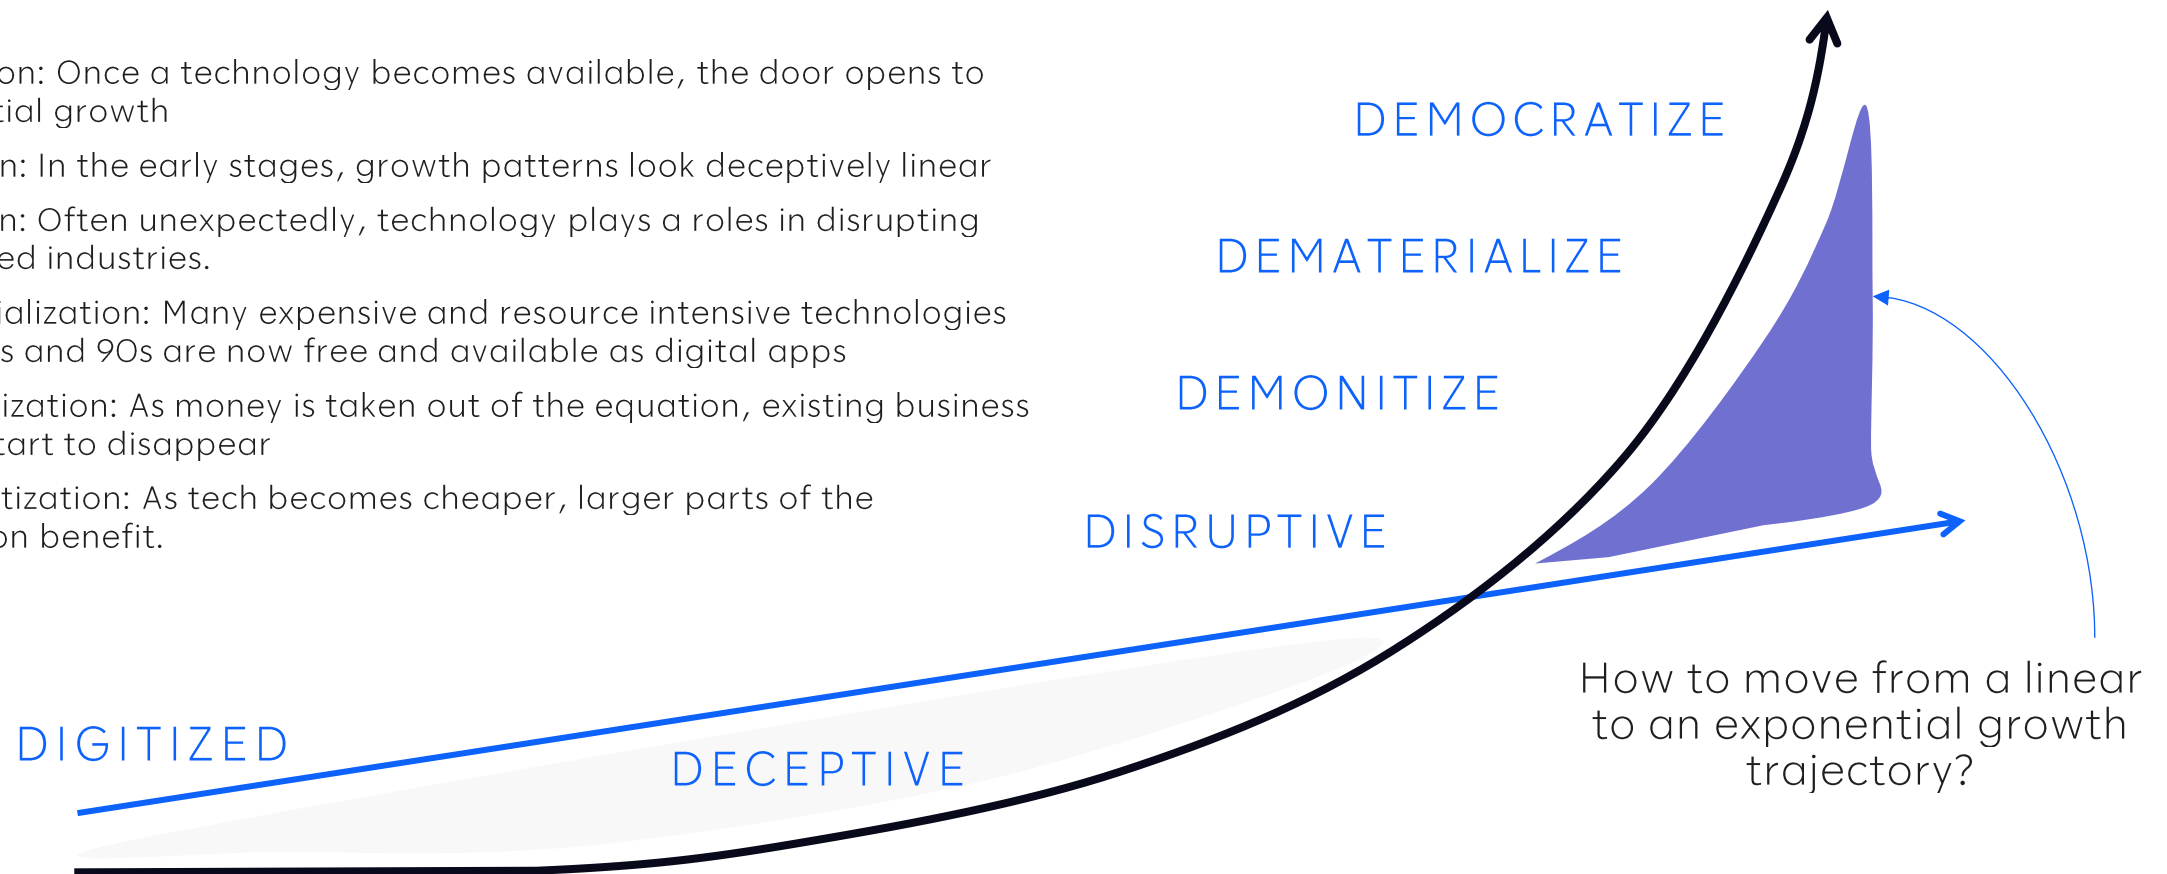 on: Once a technology becomes available, the door opens to
tial growth
n: In the early stages, growth patterns look deceptively linear
n: Often unexpectedly, technology plays a roles in disrupting
ed industries.
ialization: Many expensive and resource intensive technologies
s and 90s are now free and available as digital apps
ization: As money is taken out of the equation, existing business
tart to disappear
tization: As tech becomes cheaper, larger parts of the
on benefit.
DEMOCRATIZE
DEMATERIALIZE
DEMONITIZE
DISRUPTIVE
DIGITIZED
DECEPTIVE
How to move from a linear
to an exponential growth
trajectory?